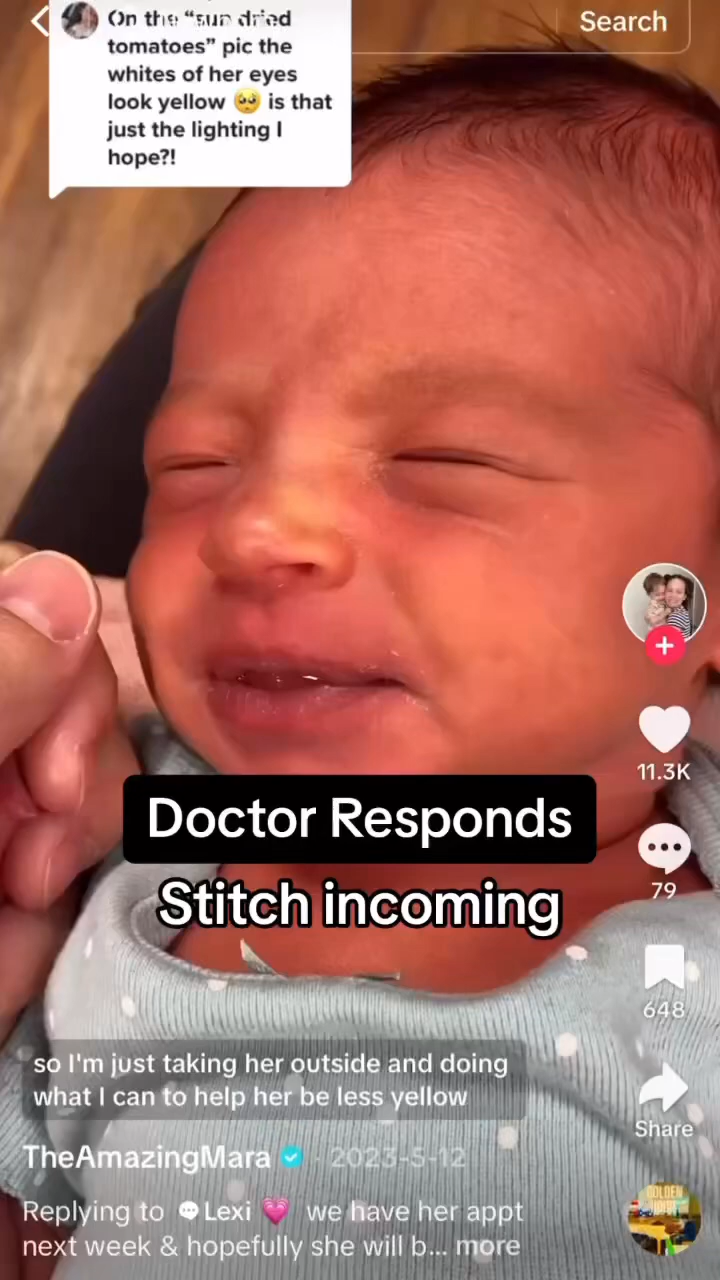 Search
On the “sun dried
tomatoes” pic the
whites of her eyes
look yellow 🥺 is that
just the lighting I
hope?!
11.3K
Doctor Responds
Stitch incoming
79
648
so I'm just taking her outside and doing
what I can to help her be less yellow
Share
TheAmazingMara · 2023-5-12
Replying to 💬 Lexi 💗 we have her appt
next week & hopefully she will b... more
GOLDEN